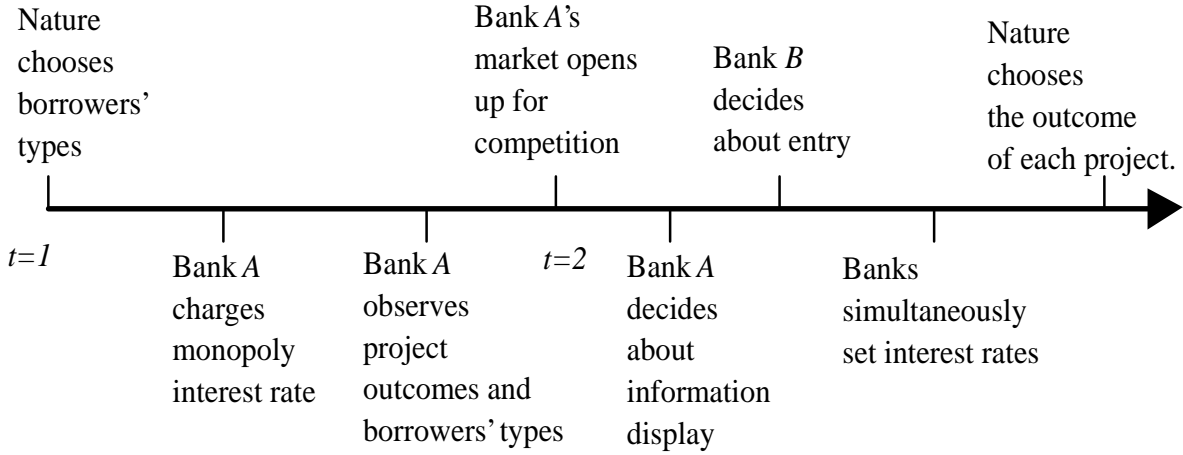 Nature
chooses
borrowers'
types
Bank A's
market opens
up for
competition
Bank B
decides
about entry
Nature
chooses
the outcome
of each project.
t=1
Bank A
charges
monopoly
interest rate
Bank A
observes
project
outcomes and
borrowers' types
t=2
Bank A
decides
about
information
display
Banks
simultaneously
set interest rates